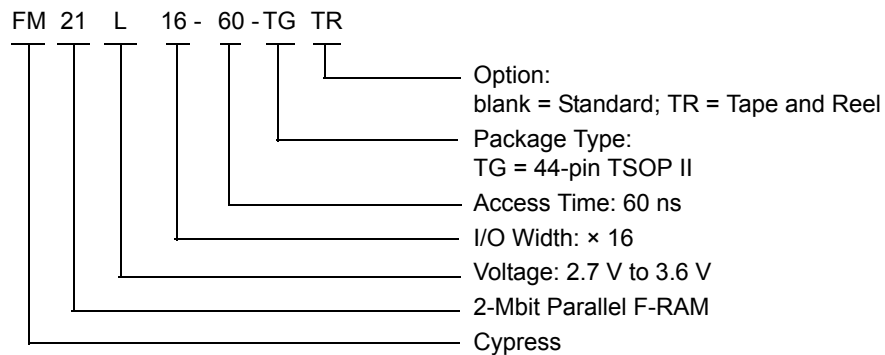 FM 21 L 16 - 60 - TG TR
Option:
blank = Standard; TR = Tape and Reel
Package Type:
TG = 44-pin TSOP II
Access Time: 60 ns
I/O Width: × 16
Voltage: 2.7 V to 3.6 V
2-Mbit Parallel F-RAM
Cypress